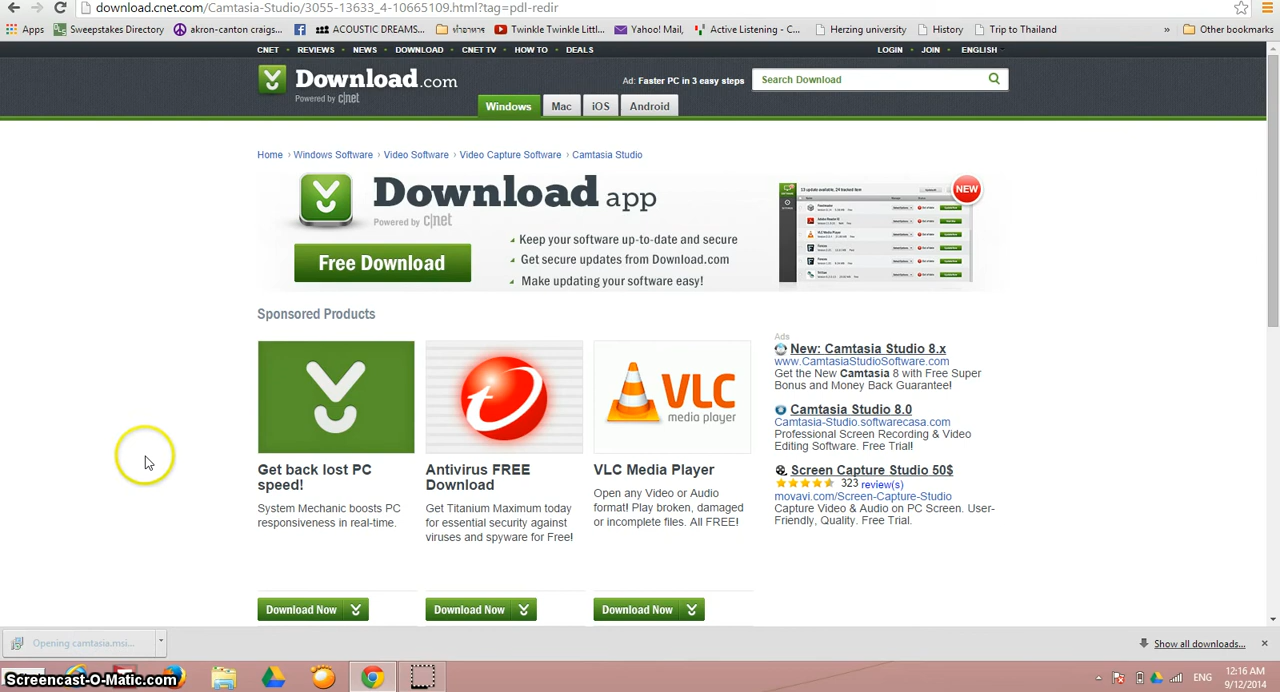 download.cnet.com/Camtasia-Studio/3055-13633_4-10665109.html?tag=pdl-redir
Apps Sweepstakes Directory akron-canton craigs... ACOUSTIC DREAMS... ทำอาหาร Twinkle Twinkle Littl... Yahoo! Mail, Active Listening - C... Herzing university History Trip to Thailand » Other bookmarks
CNET REVIEWS NEWS DOWNLOAD CNET TV HOW TO DEALS LOGIN JOIN ENGLISH
Download.com
Powered by c|net
Ad: Faster PC in 3 easy steps
Search Download
Windows Mac iOS Android
Home › Windows Software › Video Software › Video Capture Software › Camtasia Studio
Download app
Powered by c|net
Free Download
Keep your software up-to-date and secure
Get secure updates from Download.com
Make updating your software easy!
NEW
Sponsored Products
Get back lost PC
speed!
System Mechanic boosts PC
responsiveness in real-time.
Download Now
Antivirus FREE
Download
Get Titanium Maximum today
for essential security against
viruses and spyware for Free!
Download Now
VLC
media player
VLC Media Player
Open any Video or Audio
format! Play broken, damaged
or incomplete files. All FREE!
Download Now
Ads
New: Camtasia Studio 8.x
www.CamtasiaStudioSoftware.com
Get the New Camtasia 8 with Free Super
Bonus and Money Back Guarantee!
Camtasia Studio 8.0
Camtasia-Studio.softwarecasa.com
Professional Screen Recording & Video
Editing Software. Free Trial!
Screen Capture Studio 50$
323 review(s)
movavi.com/Screen-Capture-Studio
Capture Video & Audio on PC Screen. User-
Friendly, Quality. Free Trial.
Opening camtasia.msi...
Show all downloads...
Screencast-O-Matic.com
ENG
12:16 AM
9/12/2014